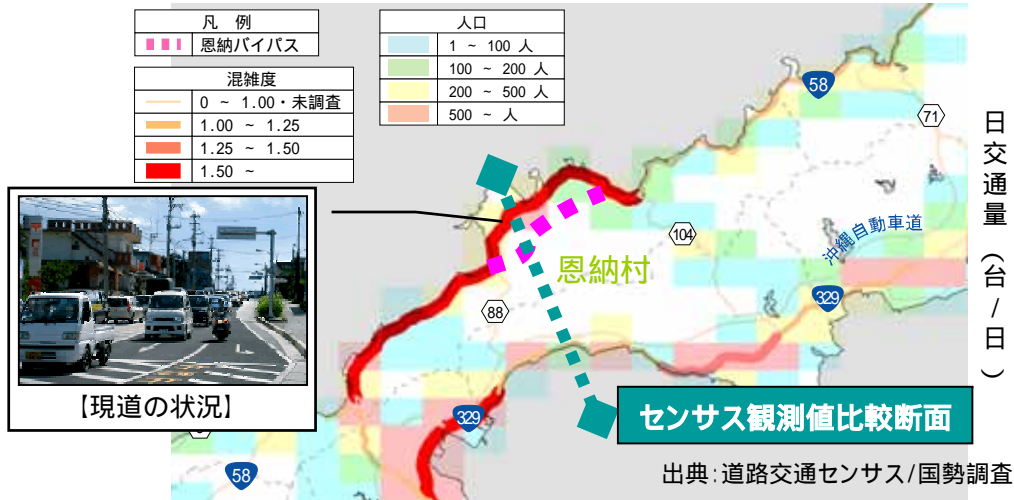 凡 例
恩納バイパス
混雑度
0 ~ 1.00・未調査
1.00 ~ 1.25
1.25 ~ 1.50
1.50 ~
人口
1 ~ 100 人
100 ~ 200 人
200 ~ 500 人
500 ~ 人
58
71
104
沖縄自動車道
恩納村
329
88
【現道の状況】
329
58
センサス観測値比較断面
出典:道路交通センサス/国勢調査
日交通量(台/日)